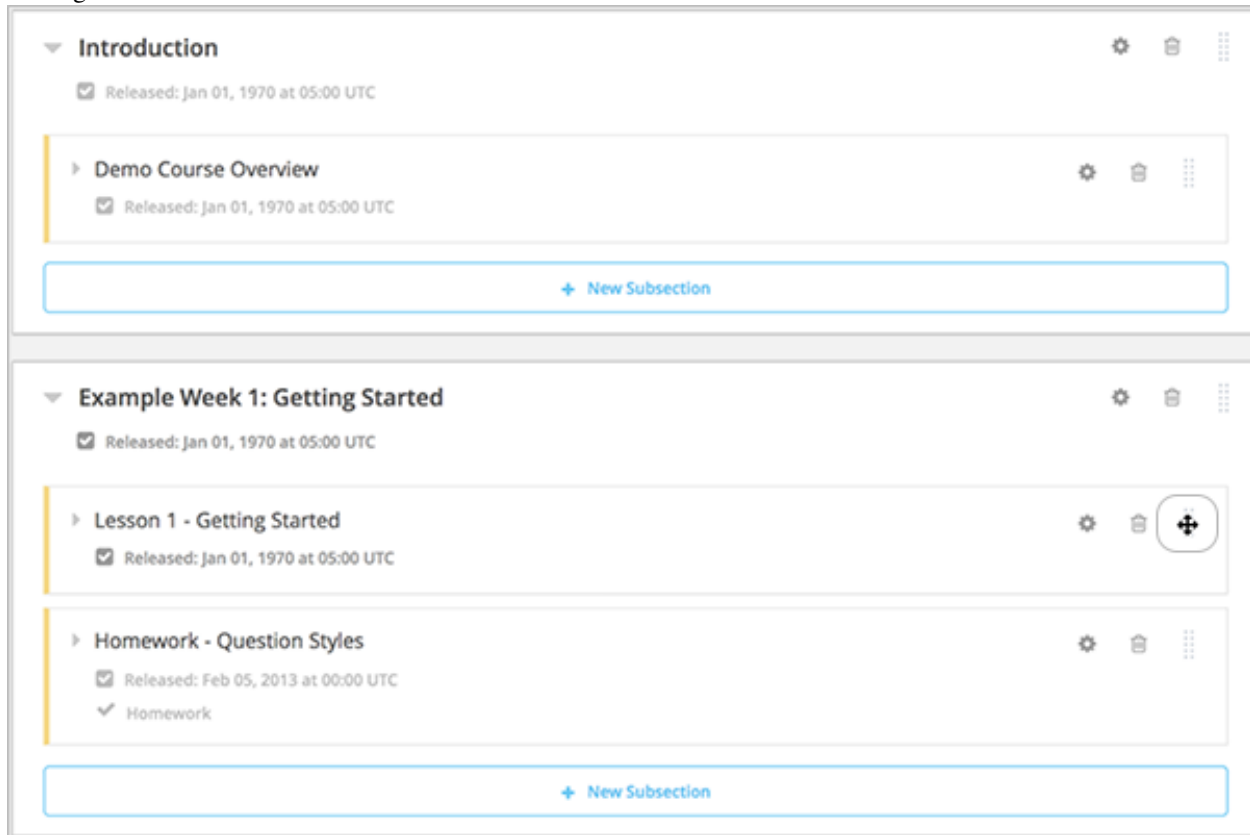 Introduction
Released: Jan 01, 1970 at 05:00 UTC
Demo Course Overview
Released: Jan 01, 1970 at 05:00 UTC
+ New Subsection
Example Week 1: Getting Started
Released: Jan 01, 1970 at 05:00 UTC
Lesson 1 - Getting Started
Released: Jan 01, 1970 at 05:00 UTC
Homework - Question Styles
Released: Feb 05, 2013 at 00:00 UTC
Homework
+ New Subsection